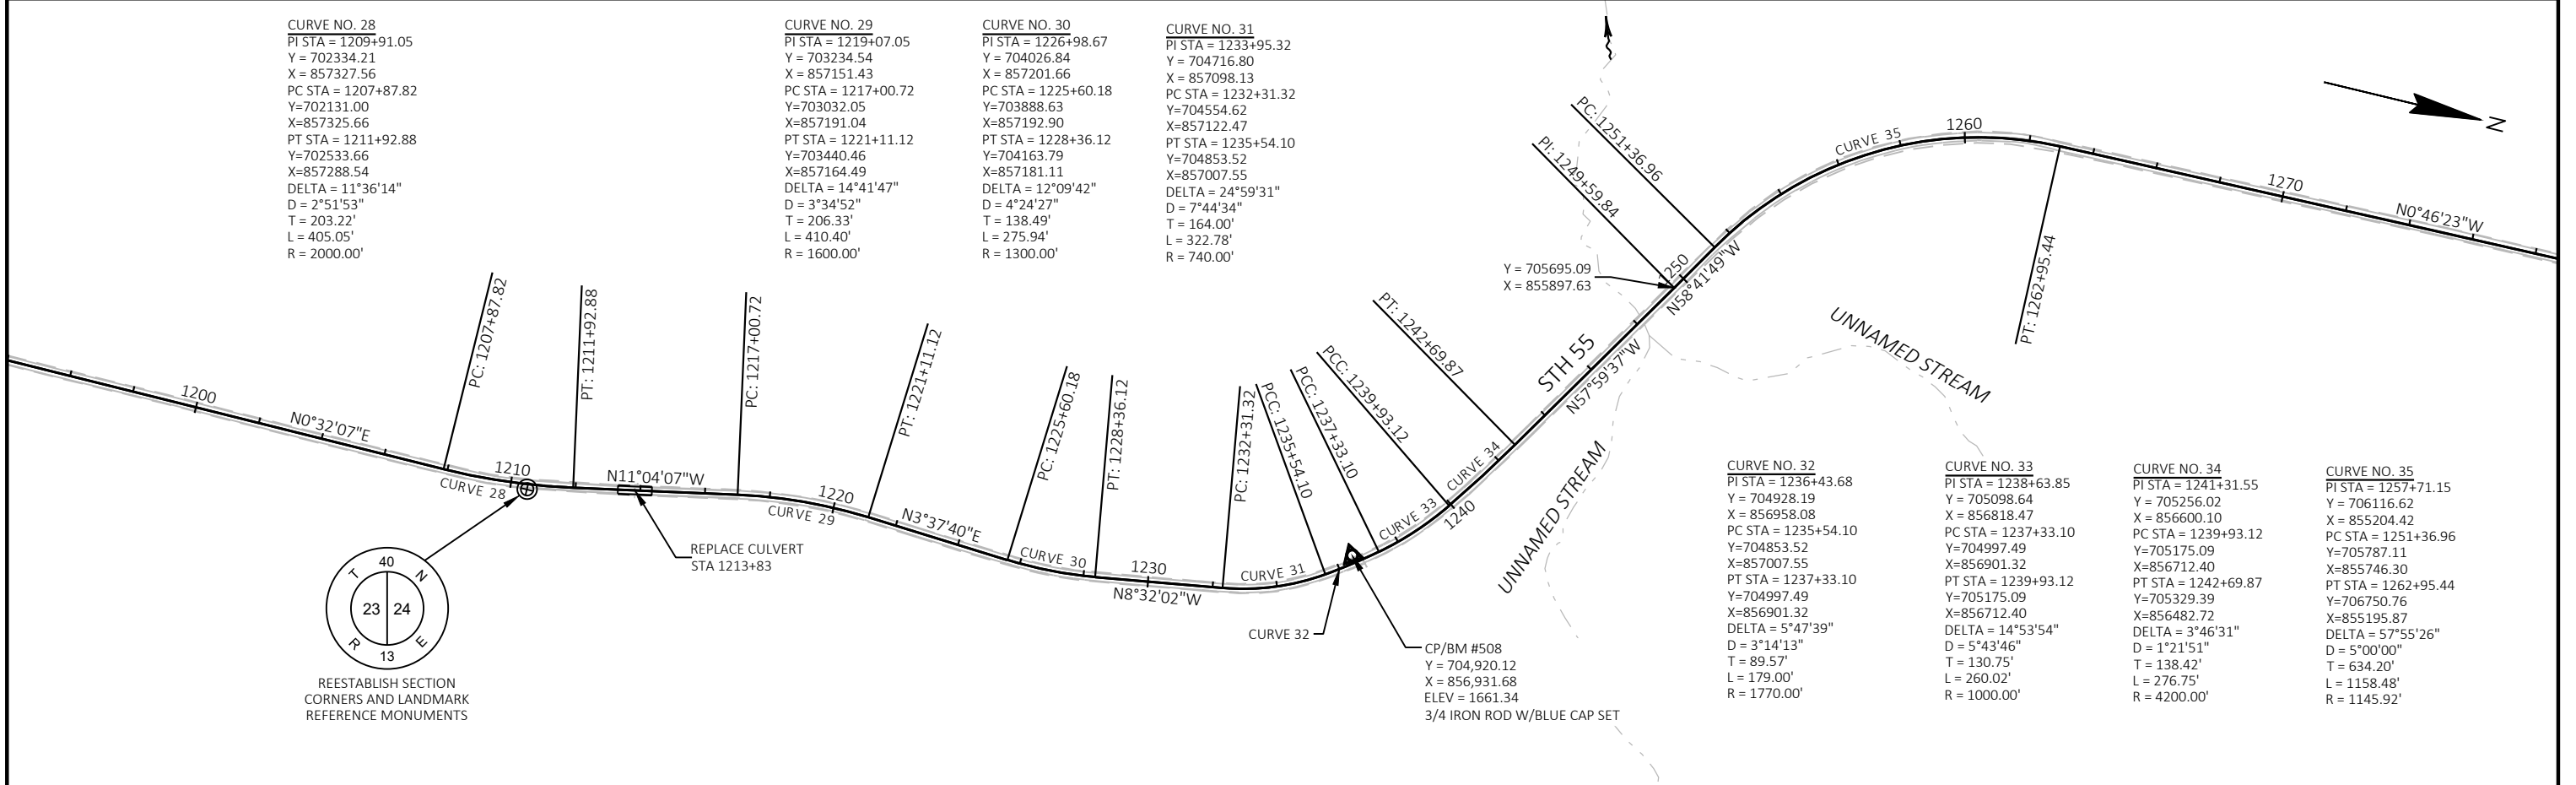 CURVE NO. 28
PI STA = 1209+91.05
Y = 702334.21
X = 857327.56
PC STA = 1207+87.82
Y=702131.00
X=857325.66
PT STA = 1211+92.88
Y=702533.66
X=857288.54
DELTA = 11°36'14"
D = 2°51'53"
T = 203.22'
L = 405.05'
R = 2000.00'
CURVE NO. 29
PI STA = 1219+07.05
Y = 703234.54
X = 857151.43
PC STA = 1217+00.72
Y=703032.05
X=857191.04
PT STA = 1221+11.12
Y=703440.46
X=857164.49
DELTA = 14°41'47"
D = 3°34'52"
T = 206.33'
L = 410.40'
R = 1600.00'
CURVE NO. 30
PI STA = 1226+98.67
Y = 704026.84
X = 857201.66
PC STA = 1225+60.18
Y=703888.63
X=857192.90
PT STA = 1228+36.12
Y=704163.79
X=857181.11
DELTA = 12°09'42"
D = 4°24'27"
T = 138.49'
L = 275.94'
R = 1300.00'
CURVE NO. 31
PI STA = 1233+95.32
Y = 704716.80
X = 857098.13
PC STA = 1232+31.32
Y=704554.62
X=857122.47
PT STA = 1235+54.10
Y=704853.52
X=857007.55
DELTA = 24°59'31"
D = 7°44'34"
T = 164.00'
L = 322.78'
R = 740.00'
N
PC: 1251+36.96
PI: 1249+59.84
CURVE 35
1260
1270
N0°46'23"W
PT: 1262+95.44
Y = 705695.09
X = 855897.63
1250
N58°41'49"W
UNNAMED STREAM
STH 55
N57°59'37"W
UNNAMED STREAM
PC: 1207+87.82
PT: 1211+92.88
PC: 1217+00.72
PT: 1221+11.12
PC: 1225+60.18
PT: 1228+36.12
PC: 1232+31.32
PCC: 1235+54.10
PCC: 1237+33.10
PCC: 1239+93.12
PT: 1242+69.87
1200
N0°32'07"E
1210
CURVE 28
N11°04'07"W
1220
CURVE 29
N3°37'40"E
CURVE 30
1230
N8°32'02"W
CURVE 31
CURVE 32
CURVE 33
1240
CURVE 34
REPLACE CULVERT
STA 1213+83
T 40 N
23 24
R 13 E
REESTABLISH SECTION
CORNERS AND LANDMARK
REFERENCE MONUMENTS
CP/BM #508
Y = 704,920.12
X = 856,931.68
ELEV = 1661.34
3/4 IRON ROD W/BLUE CAP SET
CURVE NO. 32
PI STA = 1236+43.68
Y = 704928.19
X = 856958.08
PC STA = 1235+54.10
Y=704853.52
X=857007.55
PT STA = 1237+33.10
Y=704997.49
X=856901.32
DELTA = 5°47'39"
D = 3°14'13"
T = 89.57'
L = 179.00'
R = 1770.00'
CURVE NO. 33
PI STA = 1238+63.85
Y = 705098.64
X = 856818.47
PC STA = 1237+33.10
Y=704997.49
X=856901.32
PT STA = 1239+93.12
Y=705175.09
X=856712.40
DELTA = 14°53'54"
D = 5°43'46"
T = 130.75'
L = 260.02'
R = 1000.00'
CURVE NO. 34
PI STA = 1241+31.55
Y = 705256.02
X = 856600.10
PC STA = 1239+93.12
Y=705175.09
X=856712.40
PT STA = 1242+69.87
Y=705329.39
X=856482.72
DELTA = 3°46'31"
D = 1°21'51"
T = 138.42'
L = 276.75'
R = 4200.00'
CURVE NO. 35
PI STA = 1257+71.15
Y = 706116.62
X = 855204.42
PC STA = 1251+36.96
Y=705787.11
X=855746.30
PT STA = 1262+95.44
Y=706750.76
X=855195.87
DELTA = 57°55'26"
D = 5°00'00"
T = 634.20'
L = 1158.48'
R = 1145.92'